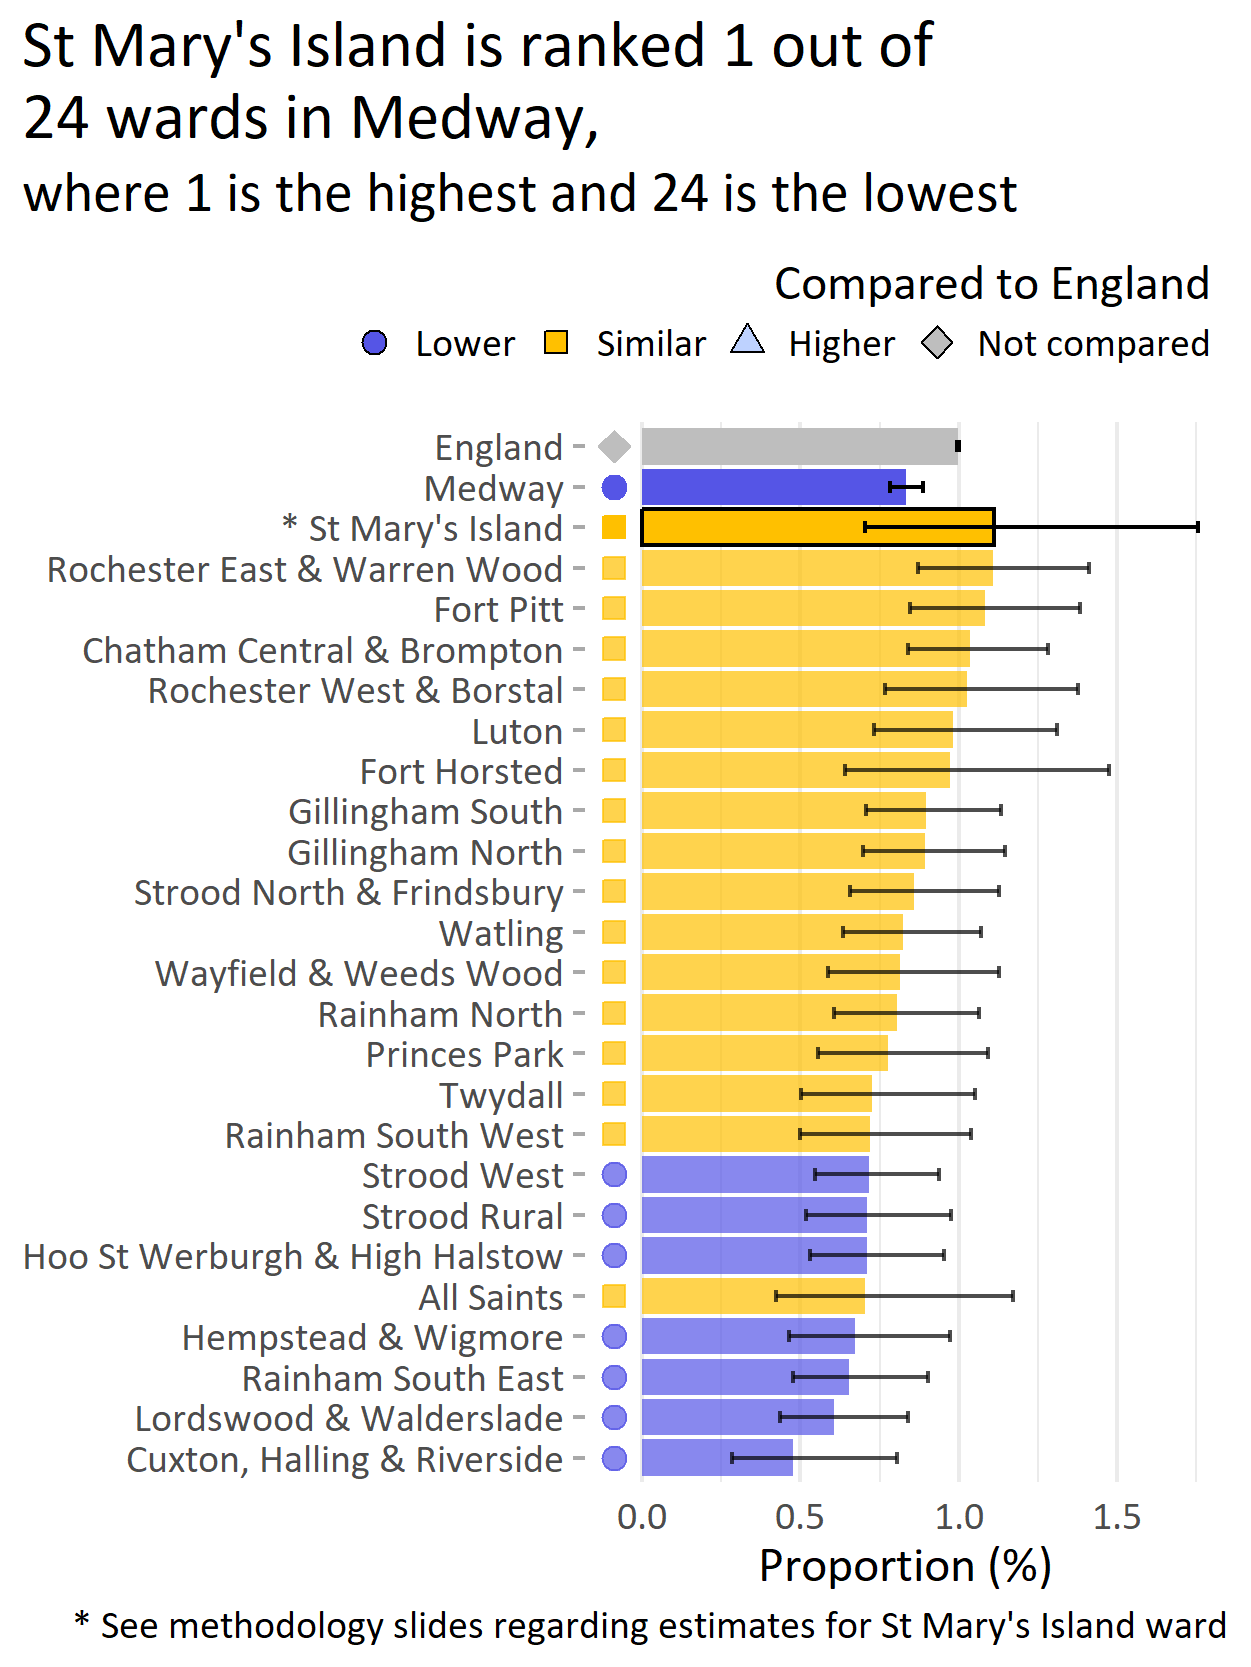 St Mary's Island is ranked 1 out of
24 wards in Medway,
where 1 is the highest and 24 is the lowest
Compared to England
Lower Similar Higher Not compared
England
Medway
* St Mary's Island
Rochester East & Warren Wood
Fort Pitt
Chatham Central & Brompton
Rochester West & Borstal
Luton
Fort Horsted
Gillingham South
Gillingham North
Strood North & Frindsbury
Watling
Wayfield & Weeds Wood
Rainham North
Princes Park
Twydall
Rainham South West
Strood West
Strood Rural
Hoo St Werburgh & High Halstow
All Saints
Hempstead & Wigmore
Rainham South East
Lordswood & Walderslade
Cuxton, Halling & Riverside
0.0 0.5 1.0 1.5
Proportion (%)
* See methodology slides regarding estimates for St Mary's Island ward